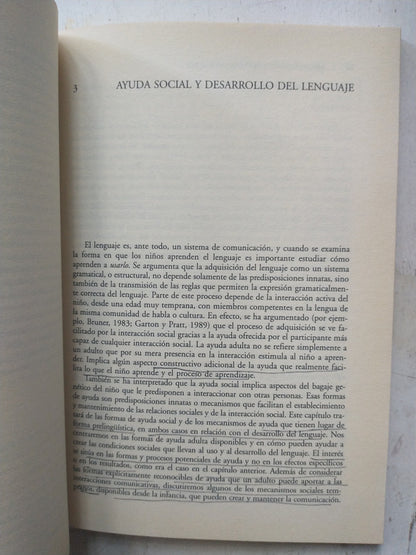 3 AYUDA SOCIAL Y DESARROLLO DEL LENGUAJE
El lenguaje es, ante todo, un sistema de comunicación, y cuando se examina
la forma en que los niños aprenden el lenguaje es importante estudiar cómo
aprenden a usarlo. Se argumenta que la adquisición del lenguaje como un sistema
gramatical, o estructural, no depende solamente de las predisposiciones innatas, sino
también de la transmisión de las reglas que permiten la expresión gramaticalmen-
te correcta del lenguaje. Parte de este proceso depende de la interacción activa del
niño, desde una edad muy temprana, con miembros competentes en la lengua de
la misma comunidad de habla o cultura. En efecto, se ha argumentado (por ejem-
plo, Bruner, 1983; Garton y Pratt, 1989) que el proceso de adquisición se ve fa-
cilitado por la interacción social gracias a la ayuda ofrecida por el participante más
capaz de cualquier interacción social. La ayuda adulta no se refiere simplemente a
un adulto que por su mera presencia en la interacción estimula al niño a apren-
der. Implica algún aspecto constructivo adicional de la ayuda que realmente faci-
lita lo que el niño aprende y el proceso de aprendizaje.
También se ha interpretado que la ayuda social implica aspectos del bagaje ge-
nético del niño que le predisponen a interactuar con otras personas. Esas formas
de ayuda son predisposiciones innatas o mecanismos que facilitan el establecimiento
y mantenimiento de las relaciones sociales y de la interacción social. Este capítulo trata-
rá de las formas de ayuda social y de los mecanismos de ayuda que tienen lugar de
forma prelingüística, en ambos casos en relación con el desarrollo del lenguaje. Nos
centraremos en las formas de ayuda adulta disponibles y en cómo pueden ayudar a
crear las condiciones sociales que llevan al uso y al desarrollo del lenguaje. El interés
se sitúa en las formas y procesos potenciales de ayuda y no en los efectos específicos
o en los resultados, como era el caso en el capítulo anterior. Además de considerar
las formas explícitamente reconocibles de ayuda que un adulto puede aportar a las
interacciones comunicativas, discutiremos algunos de los mecanismos sociales tem-
pranos, disponibles desde la infancia, que pueden crear y mantener la comunicación.